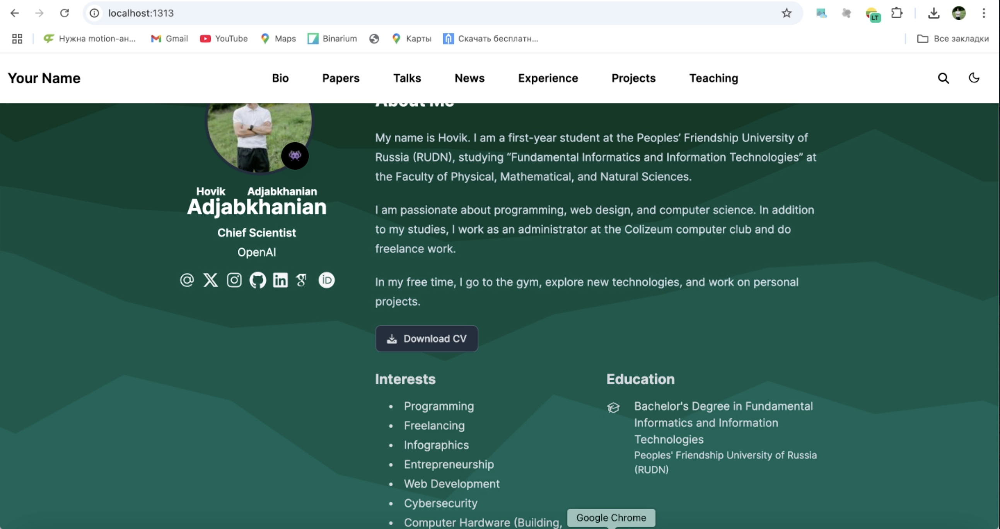 localhost:1313
Нужна motion-ан...
Gmail
YouTube
Maps
Binarium
Карты
Скачать бесплатн...
Все закладки
LT
Your Name
Bio
Papers
Talks
News
Experience
Projects
Teaching
Hovik Adjabkhanian
Adjabkhanian
Chief Scientist
OpenAI
iD
About Me
My name is Hovik. I am a first-year student at the Peoples’ Friendship University of
Russia (RUDN), studying “Fundamental Informatics and Information Technologies” at
the Faculty of Physical, Mathematical, and Natural Sciences.
I am passionate about programming, web design, and computer science. In addition
to my studies, I work as an administrator at the Colizeum computer club and do
freelance work.
In my free time, I go to the gym, explore new technologies, and work on personal
projects.
Download CV
Interests
• Programming
• Freelancing
• Infographics
• Entrepreneurship
• Web Development
• Cybersecurity
• Computer Hardware (Building,
Education
Bachelor's Degree in Fundamental
Informatics and Information
Technologies
Peoples' Friendship University of Russia
(RUDN)
Google Chrome